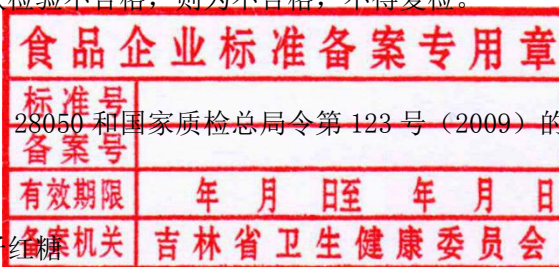 检验不合格，则为不合格，不得复检。
食品企业标准备案专用章
标准号
28050 和国家质检总局令第 123 号（2009）的
备案号
有效期限 年 月 日至 年 月 日
红糖
备案机关 吉林省卫生健康委员会